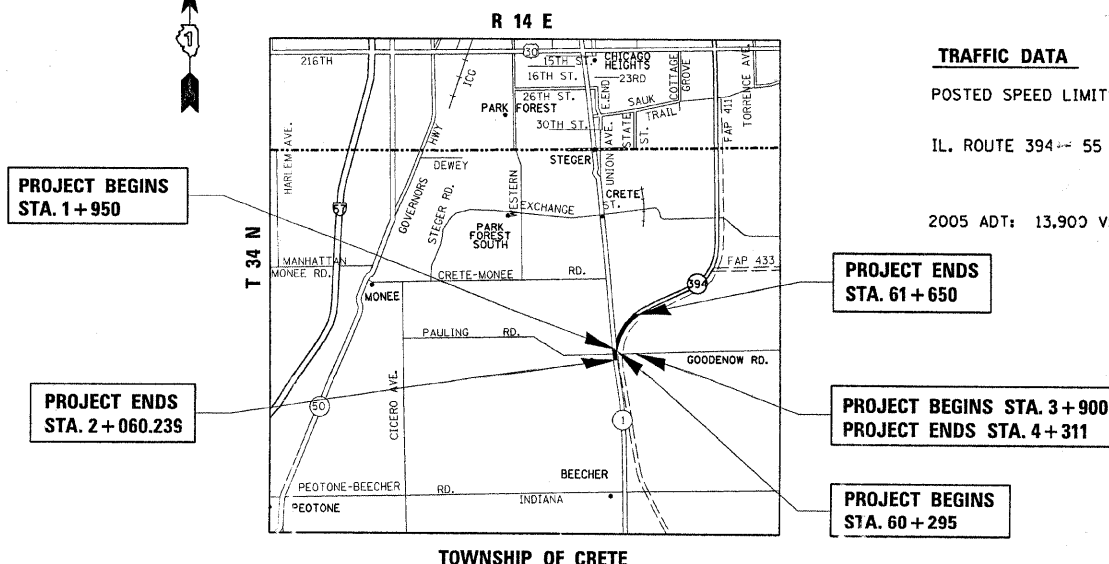 R 14 E
1
216TH
30
15TH ST.
CHICAGO
HEIGHTS
16TH ST.
23RD
26TH ST.
PARK FOREST
30TH ST.
SAUK
TRAIL
E.END
UNION AVE.
STATE
ST.
COTTAGE
GROVE
FAP 411
TORRENCE AVE.
ICG
HARLEM AVE.
57
GOVERNORS
HWY
DEWEY
STEGER RD.
STEGER
WESTERN
EXCHANGE
ST.
CRETE
PARK
FOREST
SOUTH
MANHATTAN
MONEE RD.
CRETE-MONEE RD.
MONEE
FAP 433
394
T 34 N
PAULING RD.
GOODENOW RD.
CICERO AVE.
50
1
BEECHER
PEOTONE-BEECHER RD.
INDIANA
PEOTONE
TOWNSHIP OF CRETE
PROJECT BEGINS
STA. 1+950
PROJECT ENDS
STA. 2+060.239
TRAFFIC DATA
POSTED SPEED LIMIT
IL. ROUTE 394-- 55
2005 ADT: 13,900 V
PROJECT ENDS
STA. 61+650
PROJECT BEGINS STA. 3+900
PROJECT ENDS STA. 4+311
PROJECT BEGINS
STA. 60+295